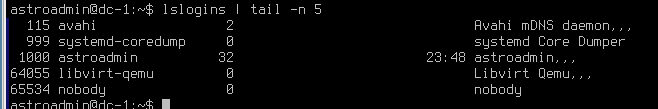 astroadmin@dc-1:~$ lslogins | tail -n 5
115 avahi 2 Avahi mDNS daemon,,,
999 systemd-coredump 0 systemd Core Dumper
1000 astroadmin 32 23:48 astroadmin,,,
64055 libvirt-qemu 0 Libvirt Qemu,,,
65534 nobody 0 nobody
astroadmin@dc-1:~$